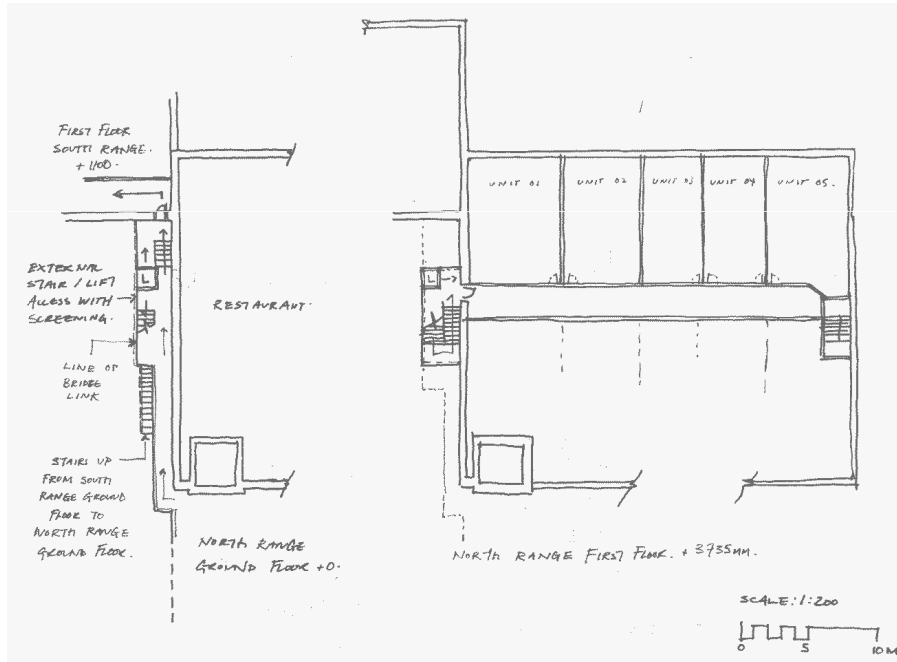 FIRST FLOOR
SOUTH RANGE.
+1100.
EXTERNAL
STAIR / LIFT
ACCESS WITH
SCREENING.
LINE OF
BRIDGE
LINK
STAIRS UP
FROM SOUTH
RANGE GROUND
FLOOR TO
NORTH RANGE
GROUND FLOOR.
L
RESTAURANT.
NORTH RANGE
GROUND FLOOR +0.
UNIT 01
UNIT 02
UNIT 03
UNIT 04
UNIT 05.
L
NORTH RANGE FIRST FLOOR. +3735MM.
SCALE: 1:200
0 5 10M